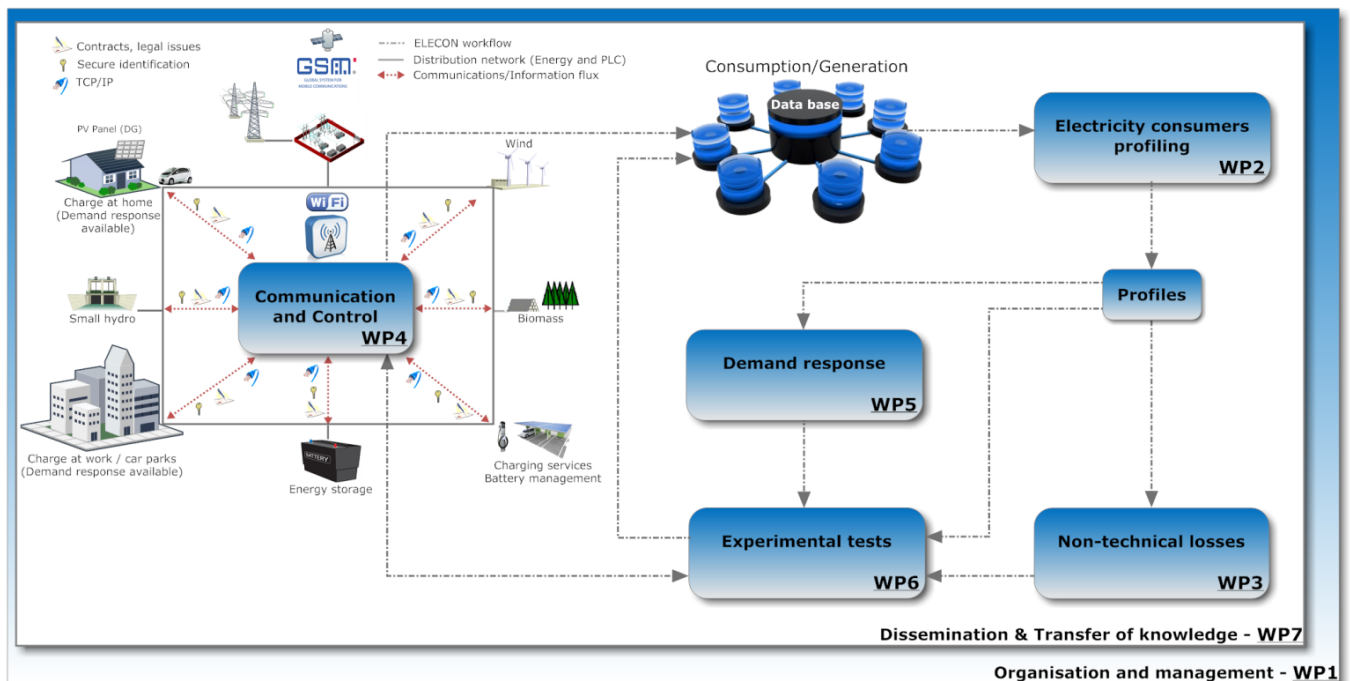 Contracts, legal issues
Secure identification
TCP/IP
GSM
GLOBAL SYSTEM FOR
MOBILE COMMUNICATIONS
ELECON workflow
Distribution network (Energy and PLC)
Communications/Information flux
Consumption/Generation
Data base
Electricity consumers
profiling
WP2
PV Panel (DG)
Wind
WiFi
Charge at home
(Demand response
available)
Small hydro
Communication
and Control
WP4
Biomass
Profiles
Demand response
WP5
Charge at work / car parks
(Demand response available)
BATTERY
Energy storage
Charging services
Battery management
Experimental tests
WP6
Non-technical losses
WP3
Dissemination & Transfer of knowledge - WP7
Organisation and management - WP1